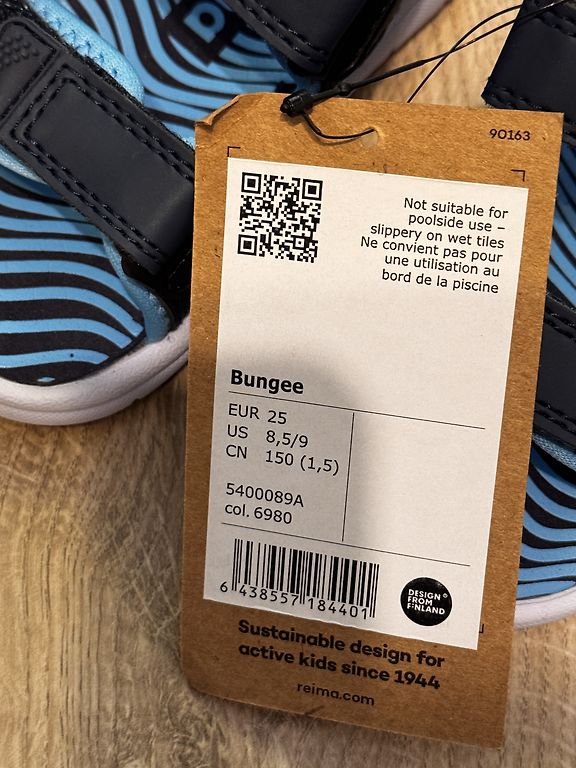 90163
Not suitable for
poolside use –
slippery on wet tiles
Ne convient pas pour
une utilisation au
bord de la piscine
Bungee
EUR 25
US 8,5/9
CN 150 (1,5)
5400089A
col. 6980
6 438557 184401
DESIGN
FROM
FINLAND
Sustainable design for
active kids since 1944
reima.com